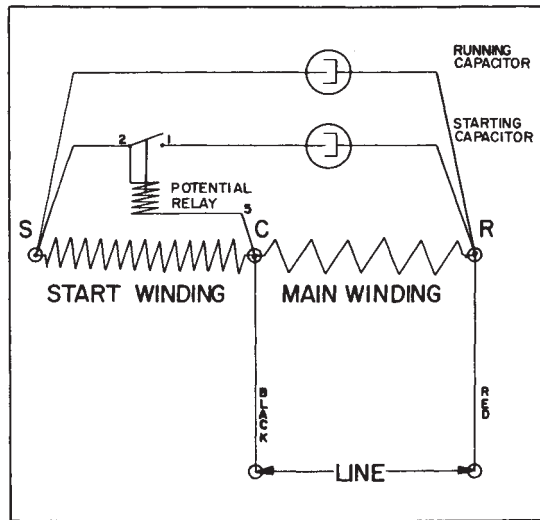 RUNNING
CAPACITOR
STARTING
CAPACITOR
2 1
POTENTIAL
RELAY
5
S C R
START WINDING MAIN WINDING
BLACK RED
LINE